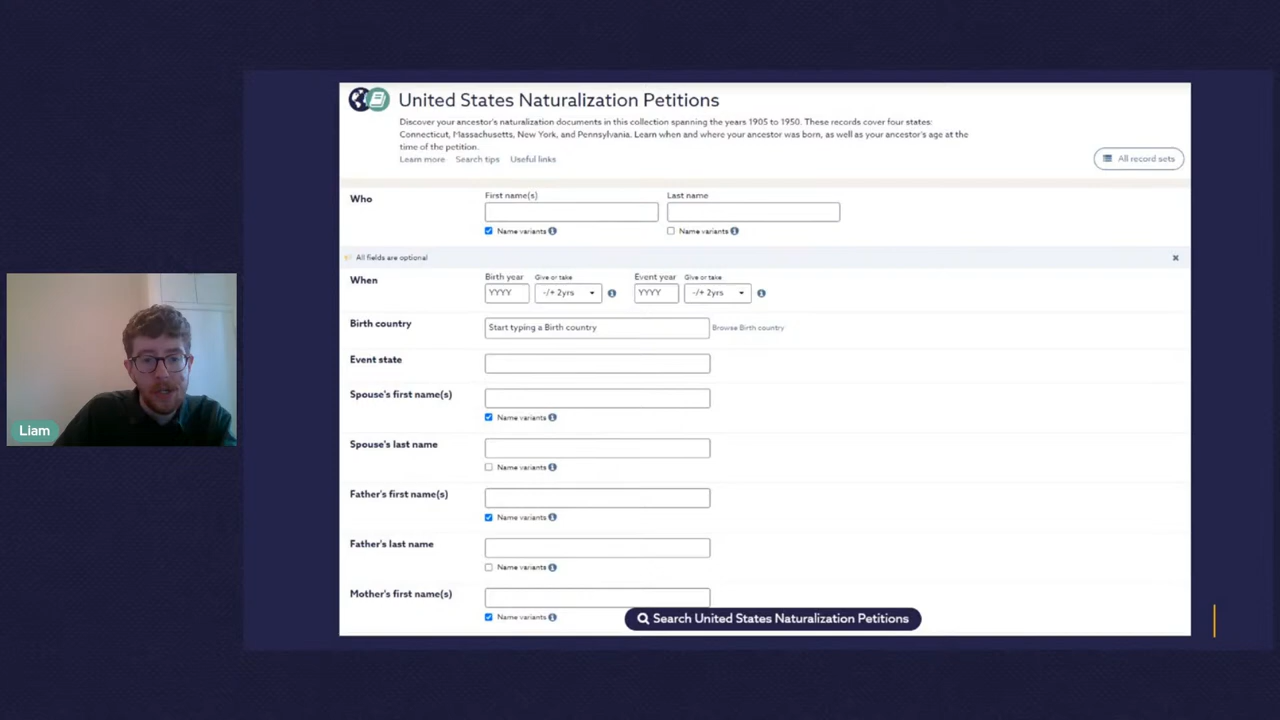 United States Naturalization Petitions
Discover your ancestor's naturalization documents in this collection spanning the years 1905 to 1950. These records cover four states:
Connecticut, Massachusetts, New York, and Pennsylvania. Learn when and where your ancestor was born, as well as your ancestor's age at the
time of the petition.
Learn more Search tips Useful links
All record sets
Who
First name(s) Last name
Name variants Name variants
All fields are optional
When
Birth year Give or take Event year Give or take
YYYY -/+ 2yrs YYYY -/+ 2yrs
Birth country
Start typing a Birth country Browse Birth country
Event state
Spouse's first name(s)
Name variants
Spouse's last name
Name variants
Father's first name(s)
Name variants
Father's last name
Name variants
Mother's first name(s)
Name variants
Search United States Naturalization Petitions
Liam